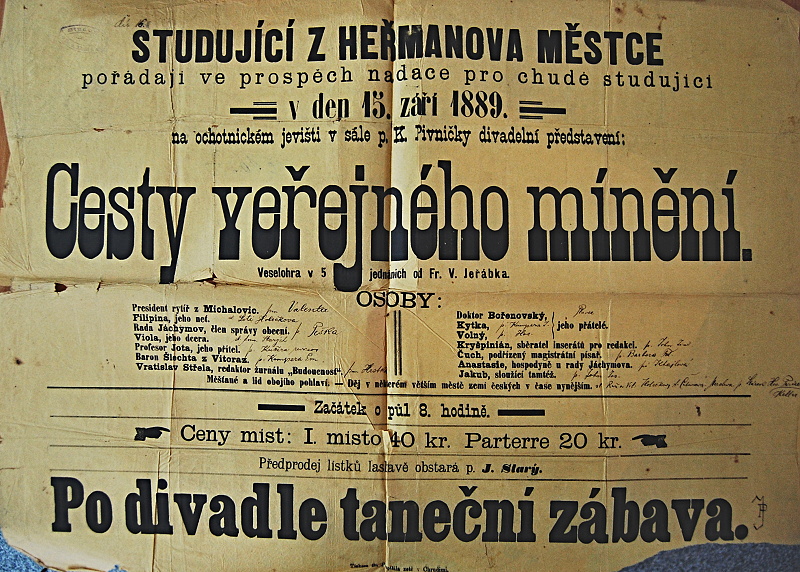 STUDUJÍCÍ Z HEŘMANOVA MĚSTCE
pořádají ve prospěch nadace pro chudé studující
v den 15. září 1889.
na ochotnickém jevišti v sále p. K. Pivničky divadelní představení:
Cesty veřejného mínění.
Veselohra v 5 jednáních od Fr. V. Jeřábka.
OSOBY:
President rytíř z Michalovic.
Filipina, jeho neť.
Rada Jáchymov, člen správy obecní.
Viola, jeho dcera.
Profesor Jota, jeho přítel.
Baron Šlechta z Vitoraz.
Vratislav Střela, redaktor žurnálu „Budoucnost"
Doktor Bořenovský,
Kytka,
Volný,
jeho přátelé.
Kryšpinián, sběratel inserátů pro redakci.
Čuch, podřízený magistrátní písař.
Anastasie, hospodyně u rady Jáchymova.
Jakub, sloužící tamtéž.
Měšťané a lid obojího pohlaví. — Děj v některém větším městě zemí českých v čase nynějším.
Začátek o půl 8. hodině.
Ceny míst: I. místo 40 kr. Parterre 20 kr.
Předprodej lístků laskavě obstará p. J. Starý.
Po divadle taneční zábava.